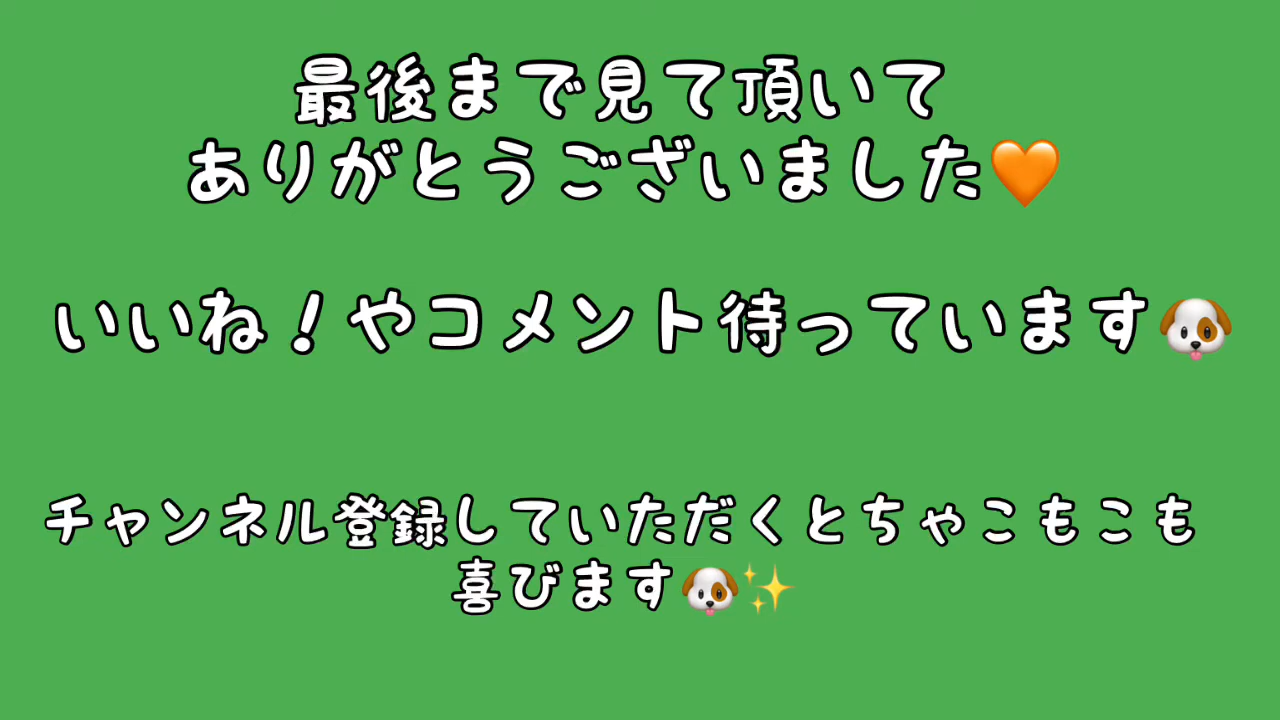 最後まで見て頂いて
ありがとうございました🧡
いいね！やコメント待っています🐶
チャンネル登録していただくとちゃこもこも
喜びます🐶✨